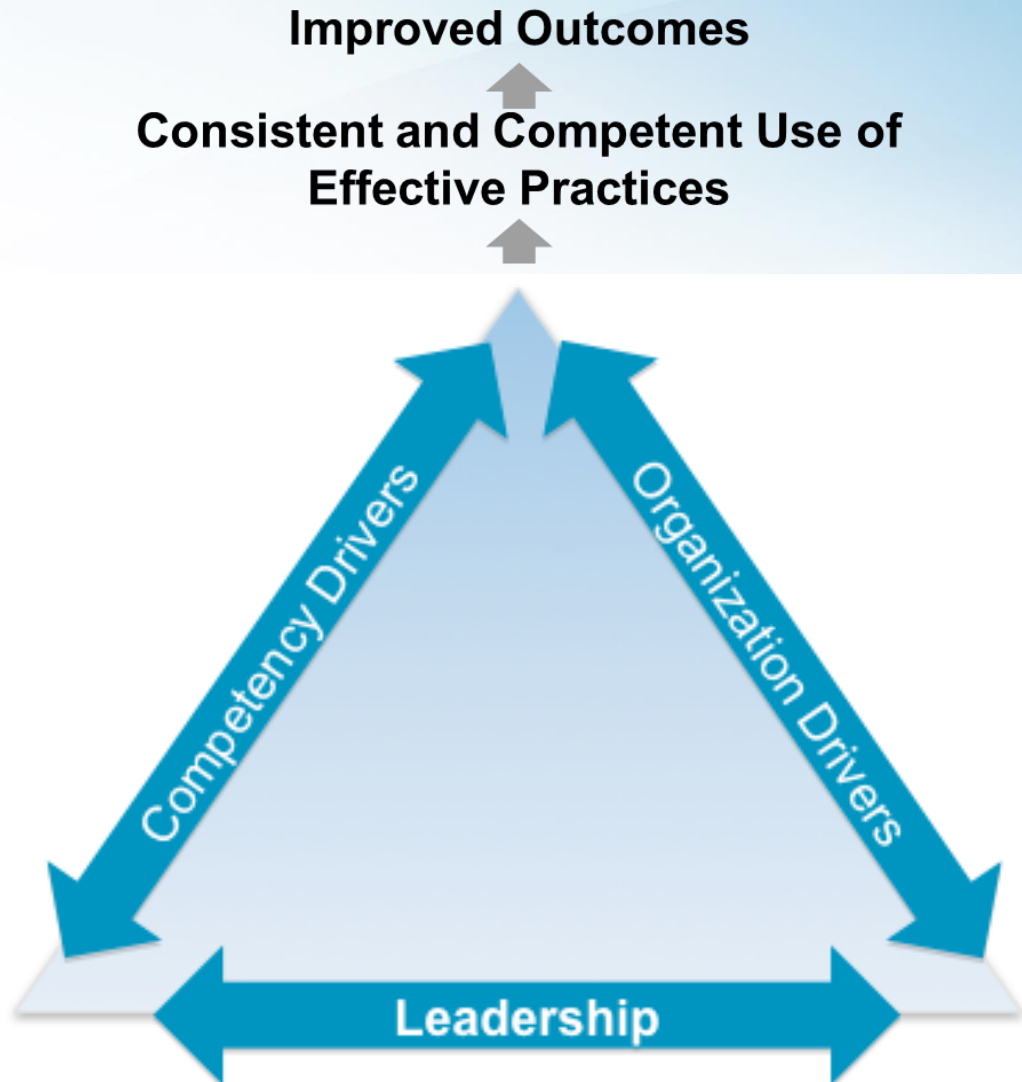 Improved Outcomes
Consistent and Competent Use of
Effective Practices
Competency Drivers
Organization Drivers
Leadership